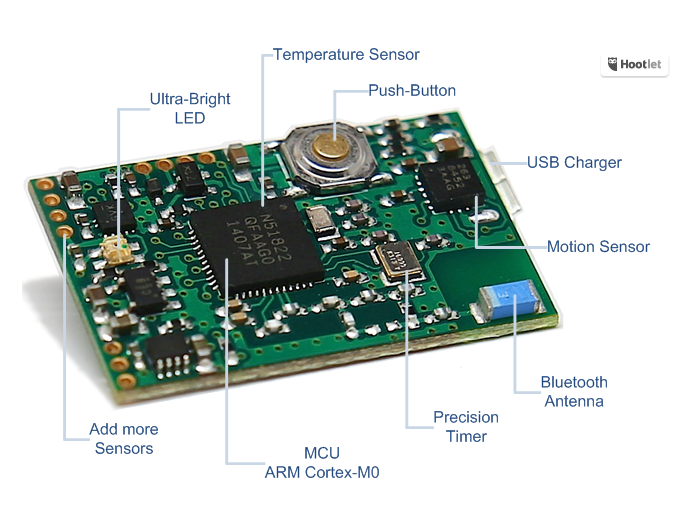 Temperature Sensor
Hootlet
Push-Button
Ultra-Bright
LED
USB Charger
N51822
QFAAG0
1407AT
Motion Sensor
Bluetooth
Antenna
Precision
Timer
Add more
Sensors
MCU
ARM Cortex-M0